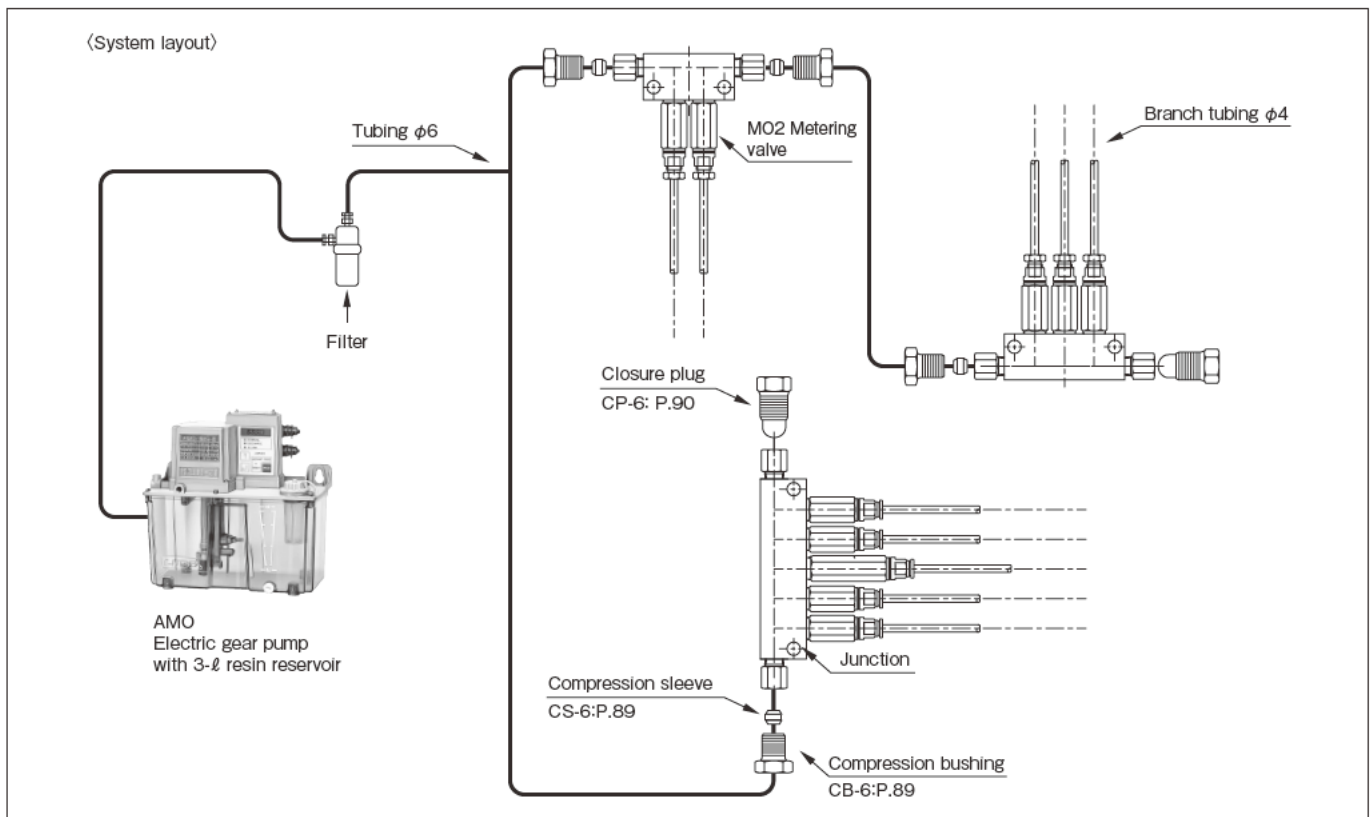 〈System layout〉
Tubing φ6
MO2 Metering
valve
Branch tubing φ4
Filter
Closure plug
CP-6: P.90
AMO
Electric gear pump
with 3-ℓ resin reservoir
Junction
Compression sleeve
CS-6:P.89
Compression bushing
CB-6:P.89